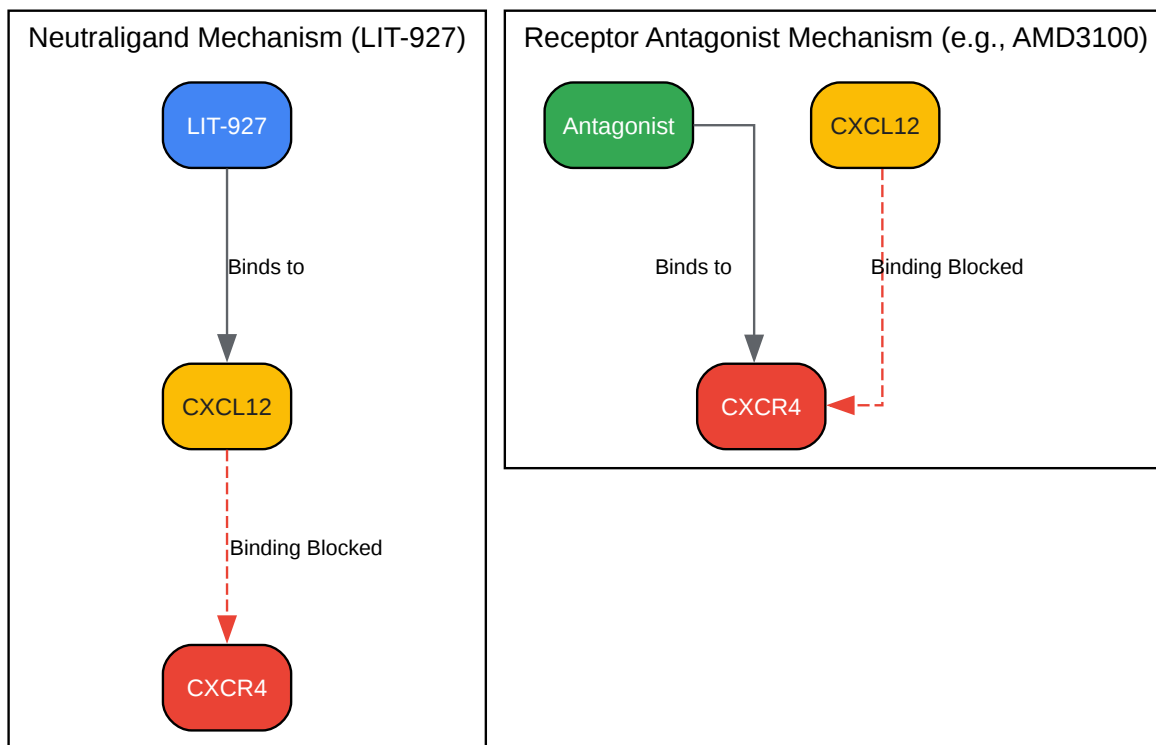 Neutraligand Mechanism (LIT-927)
LIT-927
Binds to
CXCL12
Binding Blocked
CXCR4
Receptor Antagonist Mechanism (e.g., AMD3100)
Antagonist
CXCL12
Binds to
Binding Blocked
CXCR4